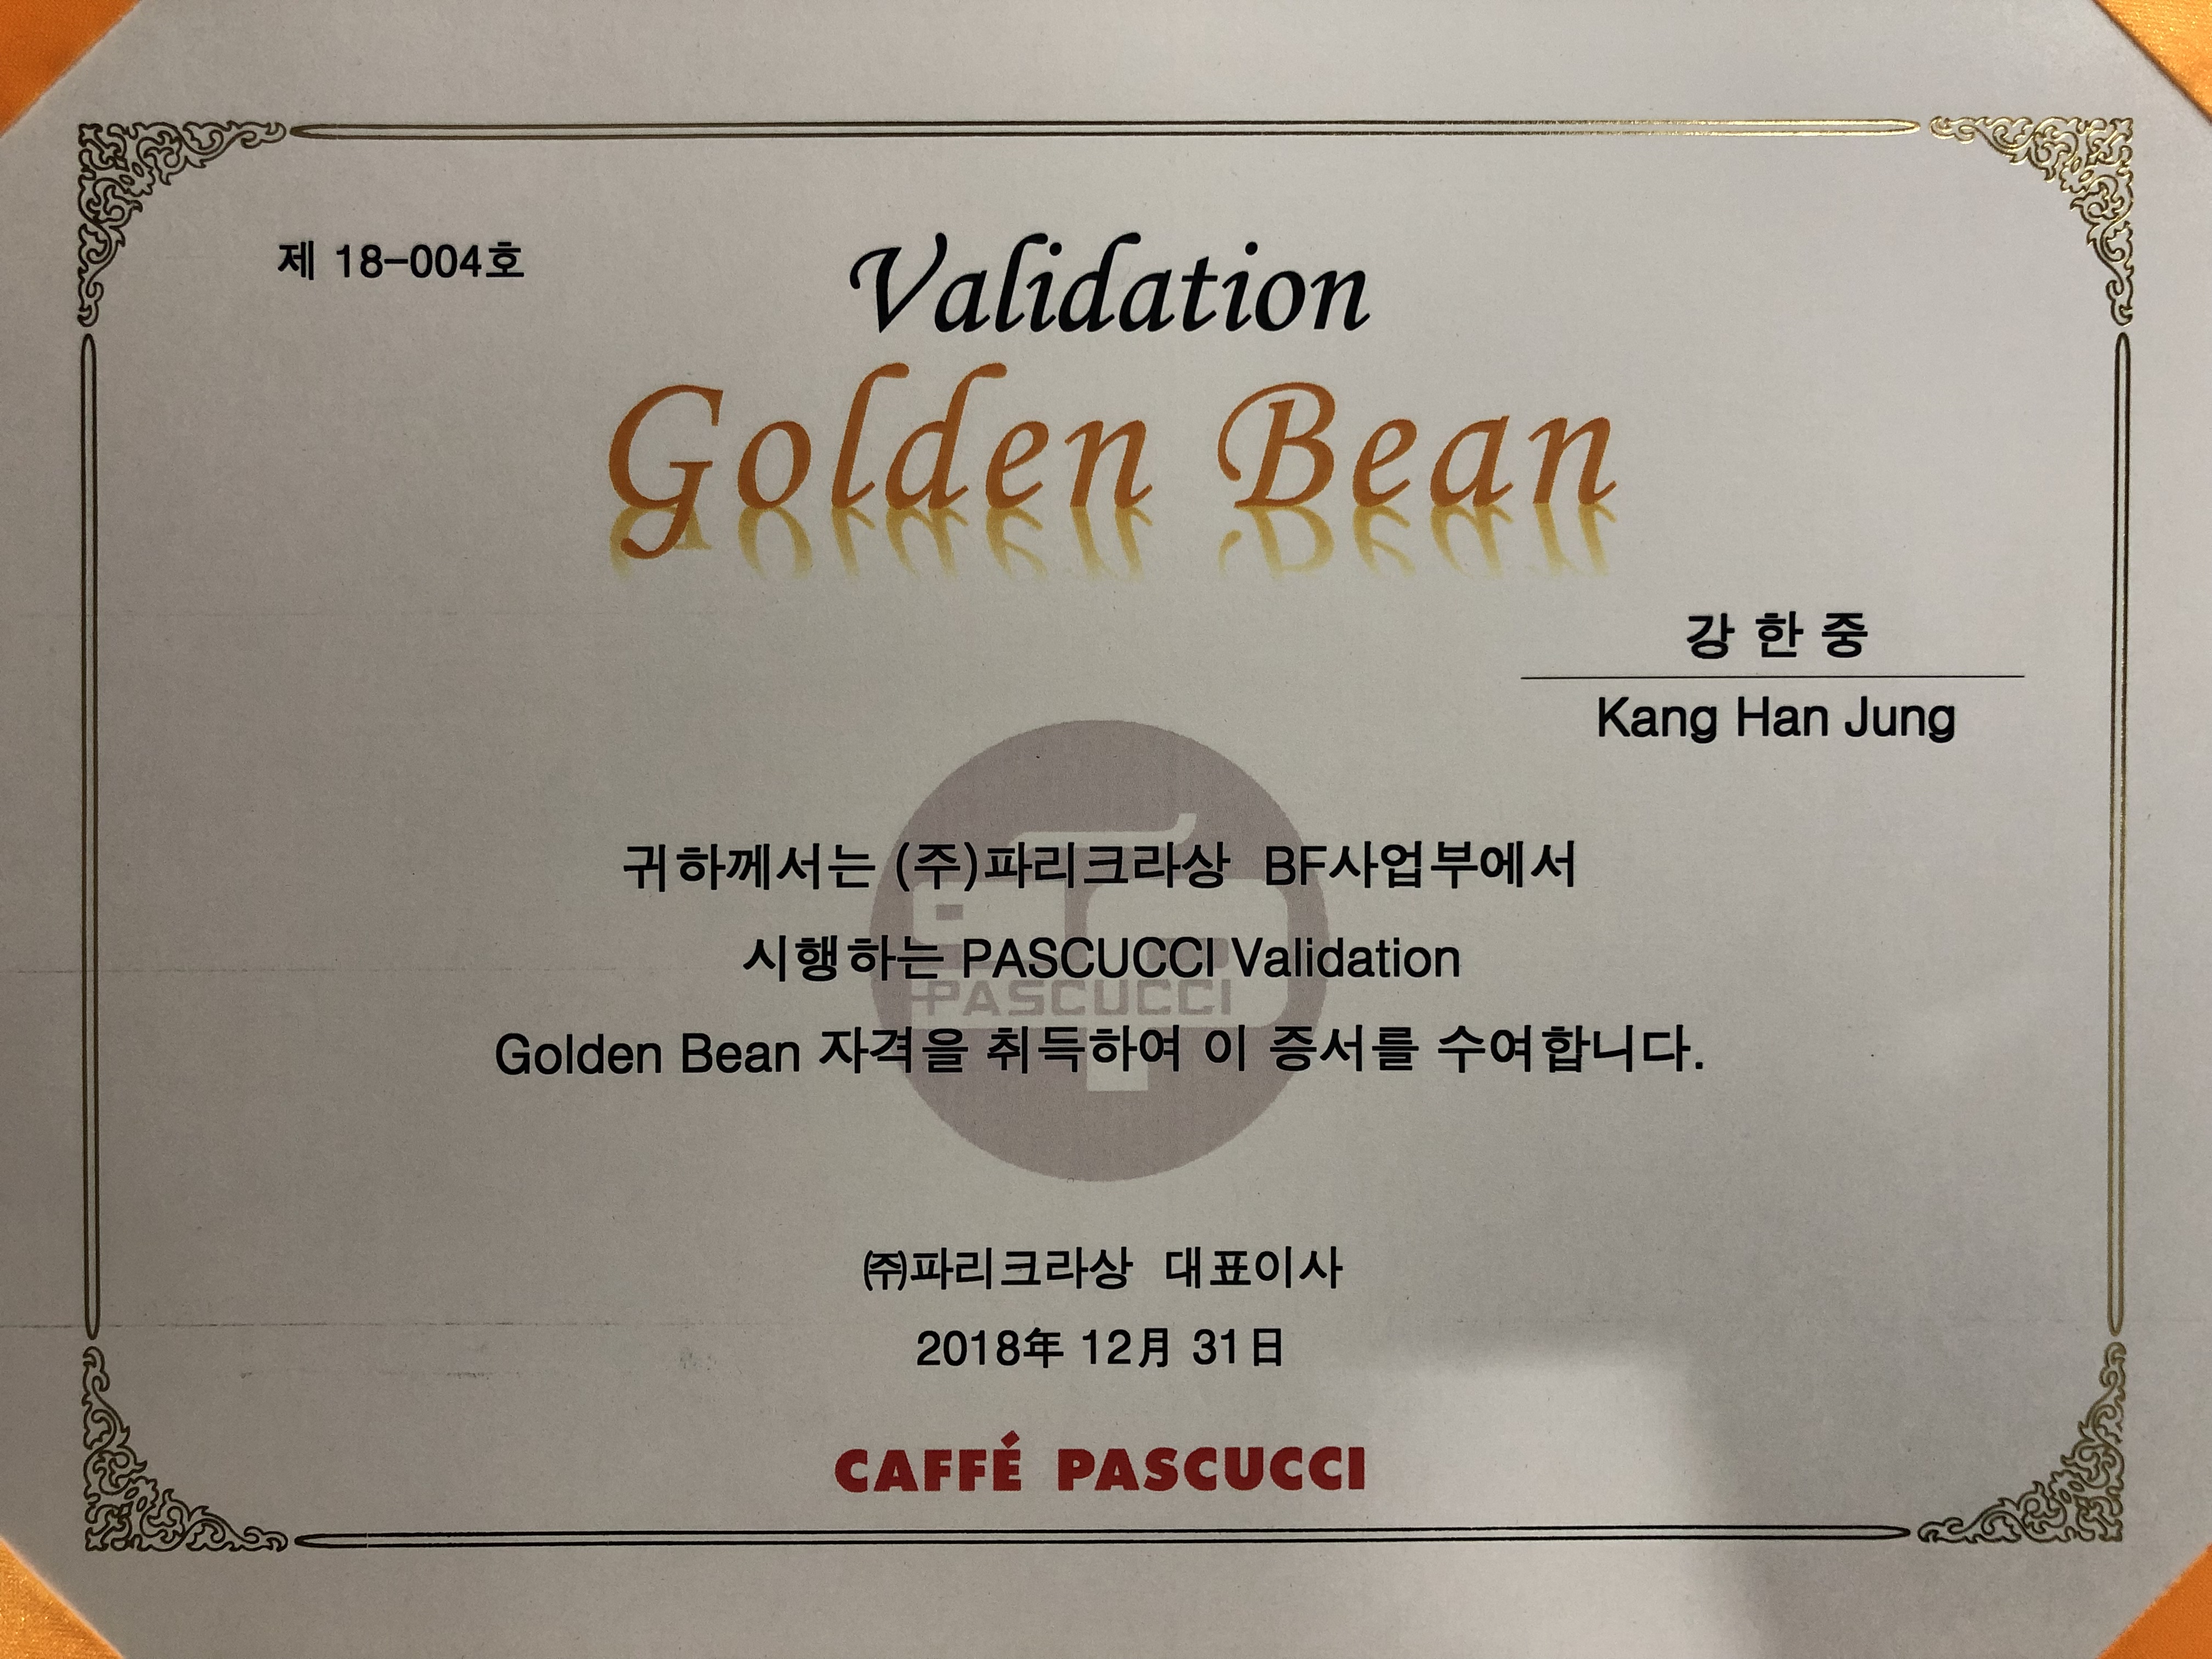 제 18-004호
Validation
Golden Bean
강 한 중
Kang Han Jung
귀하께서는 (주)파리크라상 BF사업부에서
시행하는 PASCUCCI Validation
PASCUCCI
Golden Bean 자격을 취득하여 이 증서를 수여합니다.
㈜파리크라상 대표이사
2018年 12月 31日
CAFFÉ PASCUCCI